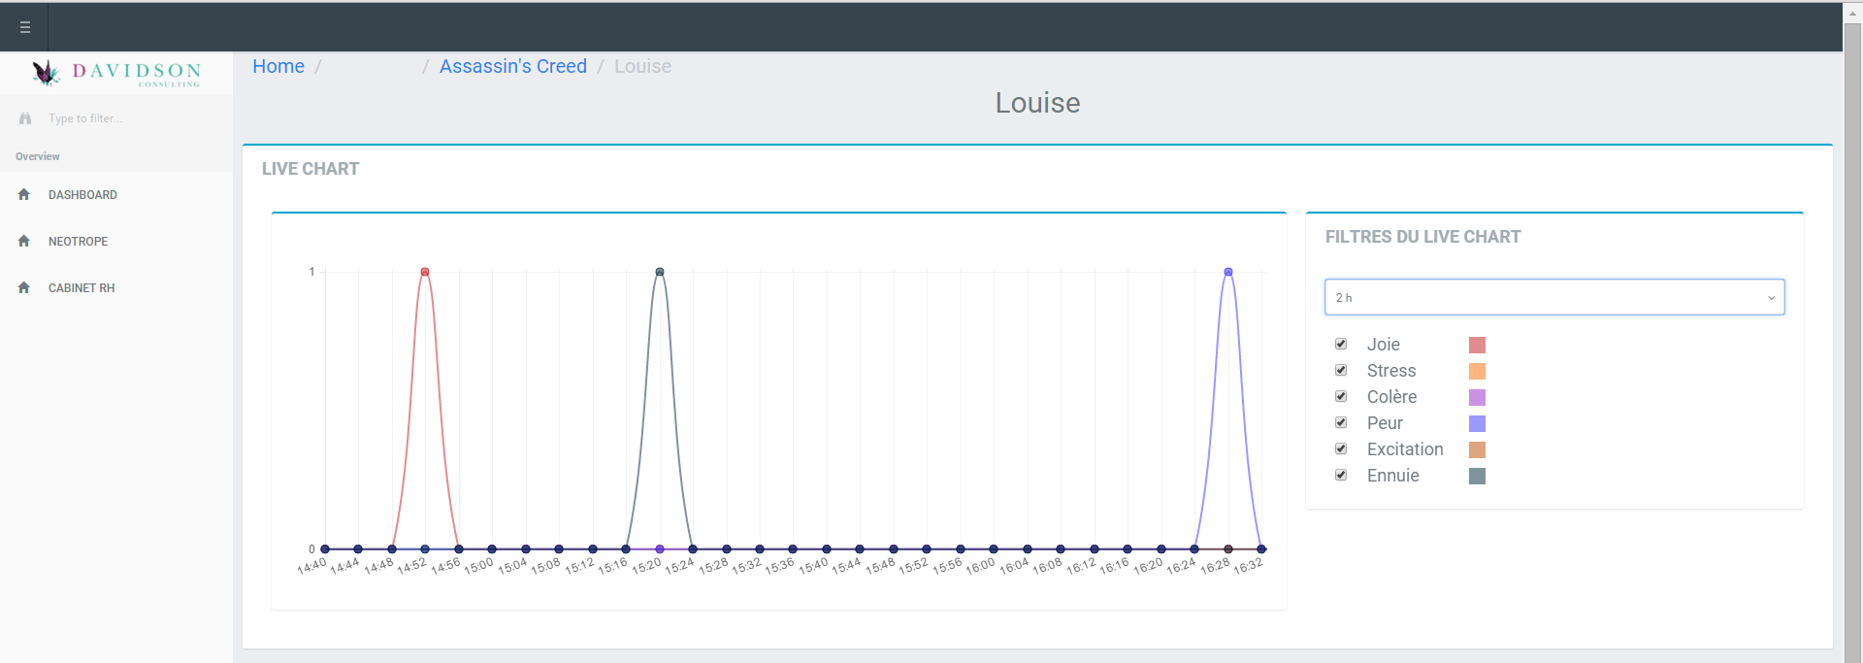 DAVIDSON
CONSULTING
Type to filter...
Overview
DASHBOARD
NEOTROPE
CABINET RH
Home / / Assassin's Creed / Louise
Louise
LIVE CHART
1
0
14:40 14:44 14:48 14:52 14:56 15:00 15:04 15:08 15:12 15:16 15:20 15:24 15:28 15:32 15:36 15:40 15:44 15:48 15:52 15:56 16:00 16:04 16:08 16:12 16:16 16:20 16:24 16:28 16:32
FILTRES DU LIVE CHART
2 h
Joie
Stress
Colère
Peur
Excitation
Ennuie